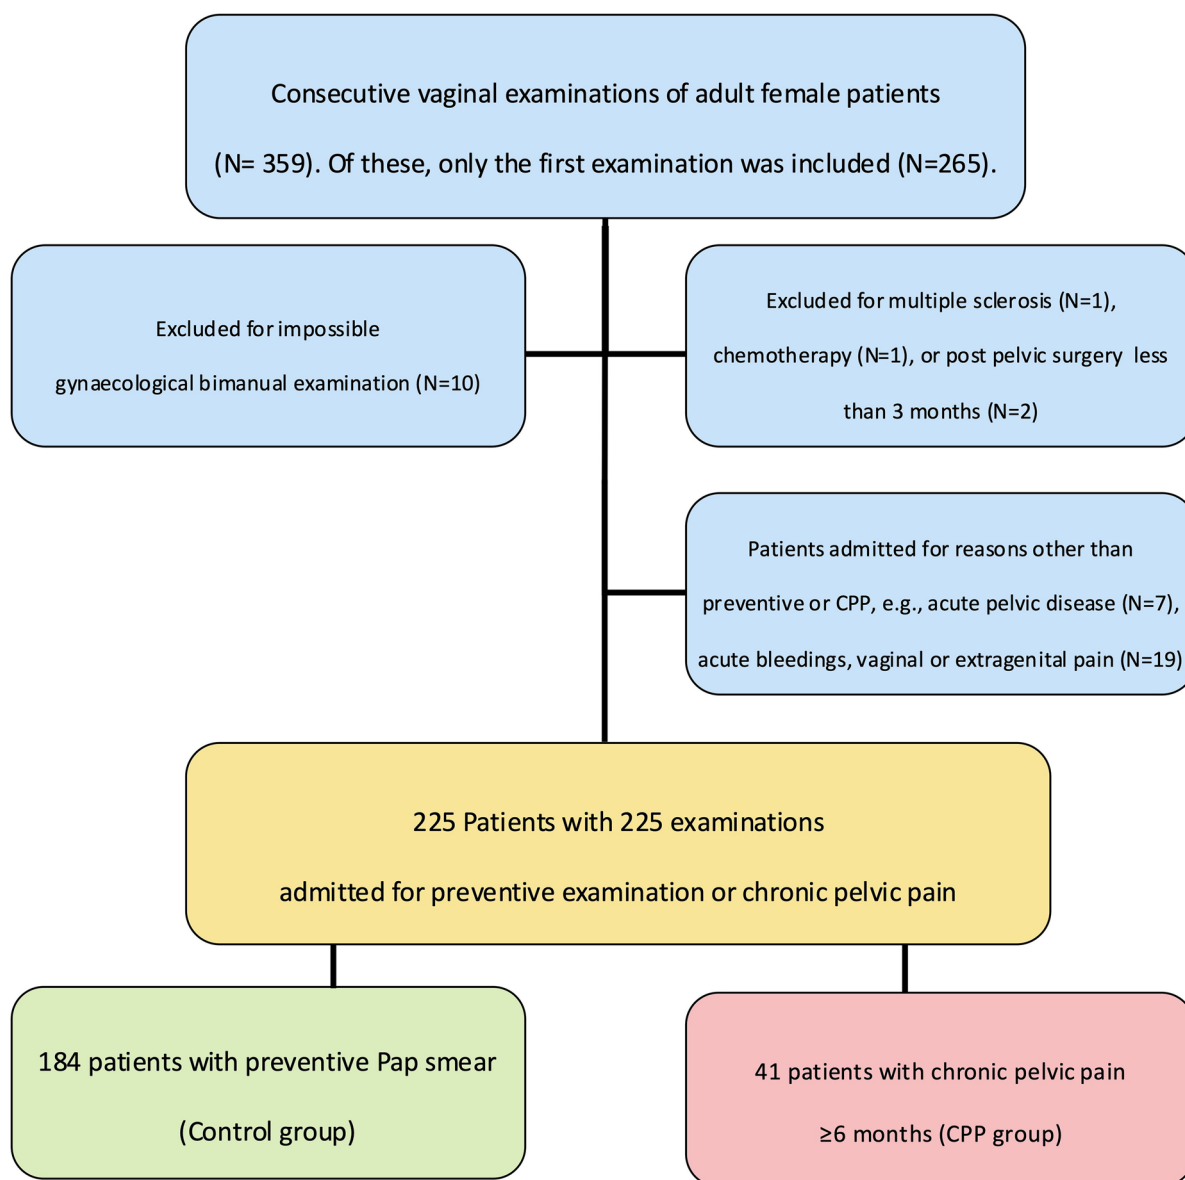 Consecutive vaginal examinations of adult female patients
(N= 359). Of these, only the first examination was included (N=265).
Excluded for impossible
gynaecological bimanual examination (N=10)
Excluded for multiple sclerosis (N=1),
chemotherapy (N=1), or post pelvic surgery  less
than 3 months (N=2)
Patients admitted for reasons other than
preventive or CPP, e.g., acute pelvic disease (N=7),
acute bleedings, vaginal or extragenital pain (N=19)
225 Patients with 225 examinations
admitted for preventive examination or chronic pelvic pain
184 patients with preventive Pap smear
(Control group)
41 patients with chronic pelvic pain
≥6 months (CPP group)